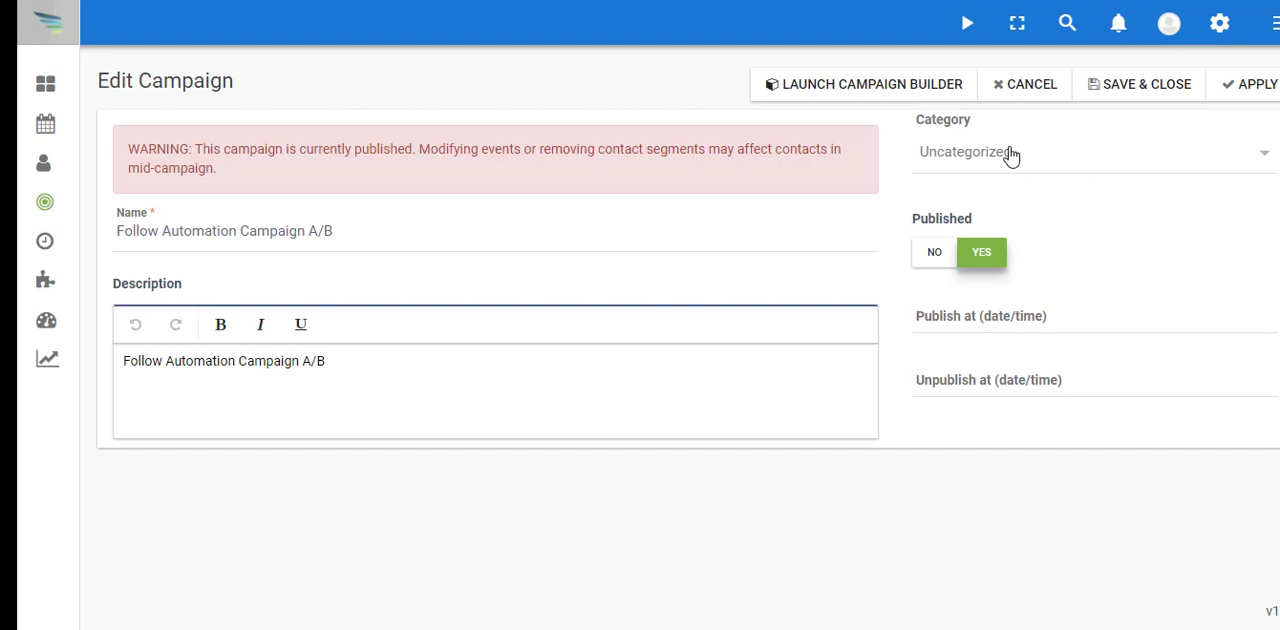 Edit Campaign
LAUNCH CAMPAIGN BUILDER
CANCEL
SAVE & CLOSE
APPLY
WARNING: This campaign is currently published. Modifying events or removing contact segments may affect contacts in
mid-campaign.
Name *
Follow Automation Campaign A/B
Description
B I U
Follow Automation Campaign A/B
Category
Uncategorized
Published
NO YES
Publish at (date/time)
Unpublish at (date/time)
v1